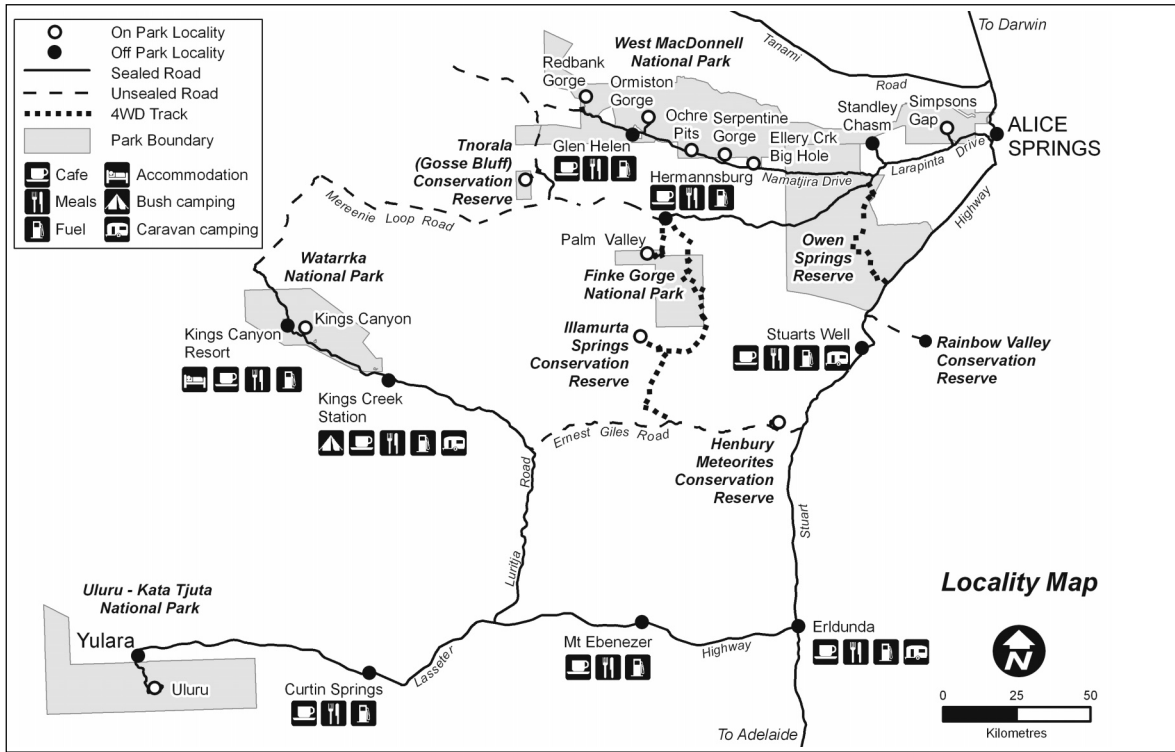 On Park Locality
Off Park Locality
Sealed Road
Unsealed Road
4WD Track
Park Boundary
Cafe
Accommodation
Meals
Bush camping
Fuel
Caravan camping
To Darwin
Tanami
Road
West MacDonnell
National Park
Redbank
Gorge
Ormiston
Gorge
Ochre
Pits
Serpentine
Gorge
Ellery Crk
Big Hole
Standley
Chasm
Simpsons
Gap
ALICE
SPRINGS
Larapinta Drive
Namatjira Drive
Highway
Glen Helen
Tnorala
(Gosse Bluff)
Conservation
Reserve
Hermannsburg
Mereenie Loop Road
Palm Valley
Finke Gorge
National Park
Owen
Springs
Reserve
Watarrka
National Park
Kings Canyon
Kings Canyon
Resort
Kings Creek
Station
Illamurta
Springs
Conservation
Reserve
Stuarts Well
Rainbow Valley
Conservation
Reserve
Ernest Giles Road
Henbury
Meteorites
Conservation
Reserve
Road
Luritja
Stuart
Uluru - Kata Tjuta
National Park
Yulara
Uluru
Curtin Springs
Lasseter
Mt Ebenezer
Highway
Erldunda
To Adelaide
Locality Map
N
0 25 50
Kilometres